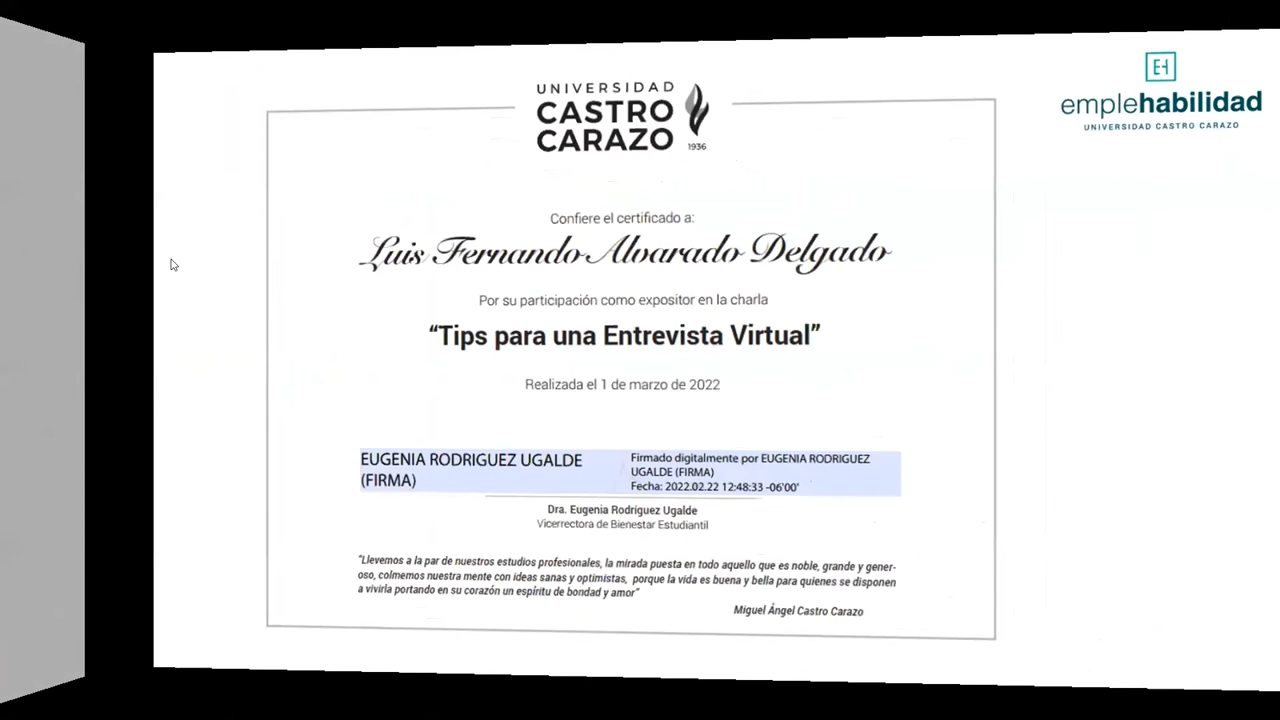 UNIVERSIDAD
CASTRO
CARAZO
1936
EH
emplehabilidad
UNIVERSIDAD CASTRO CARAZO
Confiere el certificado a:
Luis Fernando Alvarado Delgado
Por su participación como expositor en la charla
“Tips para una Entrevista Virtual”
Realizada el 1 de marzo de 2022
EUGENIA RODRIGUEZ UGALDE
(FIRMA)
Firmado digitalmente por EUGENIA RODRIGUEZ
UGALDE (FIRMA)
Fecha: 2022.02.22 12:48:33 -06'00'
Dra. Eugenia Rodríguez Ugalde
Vicerrectora de Bienestar Estudiantil
“Llevemos a la par de nuestros estudios profesionales, la mirada puesta en todo aquello que es noble, grande y gener-
oso, colmemos nuestra mente con ideas sanas y optimistas, porque la vida es buena y bella para quienes se disponen
a vivirla portando en su corazón un espíritu de bondad y amor”
Miguel Ángel Castro Carazo